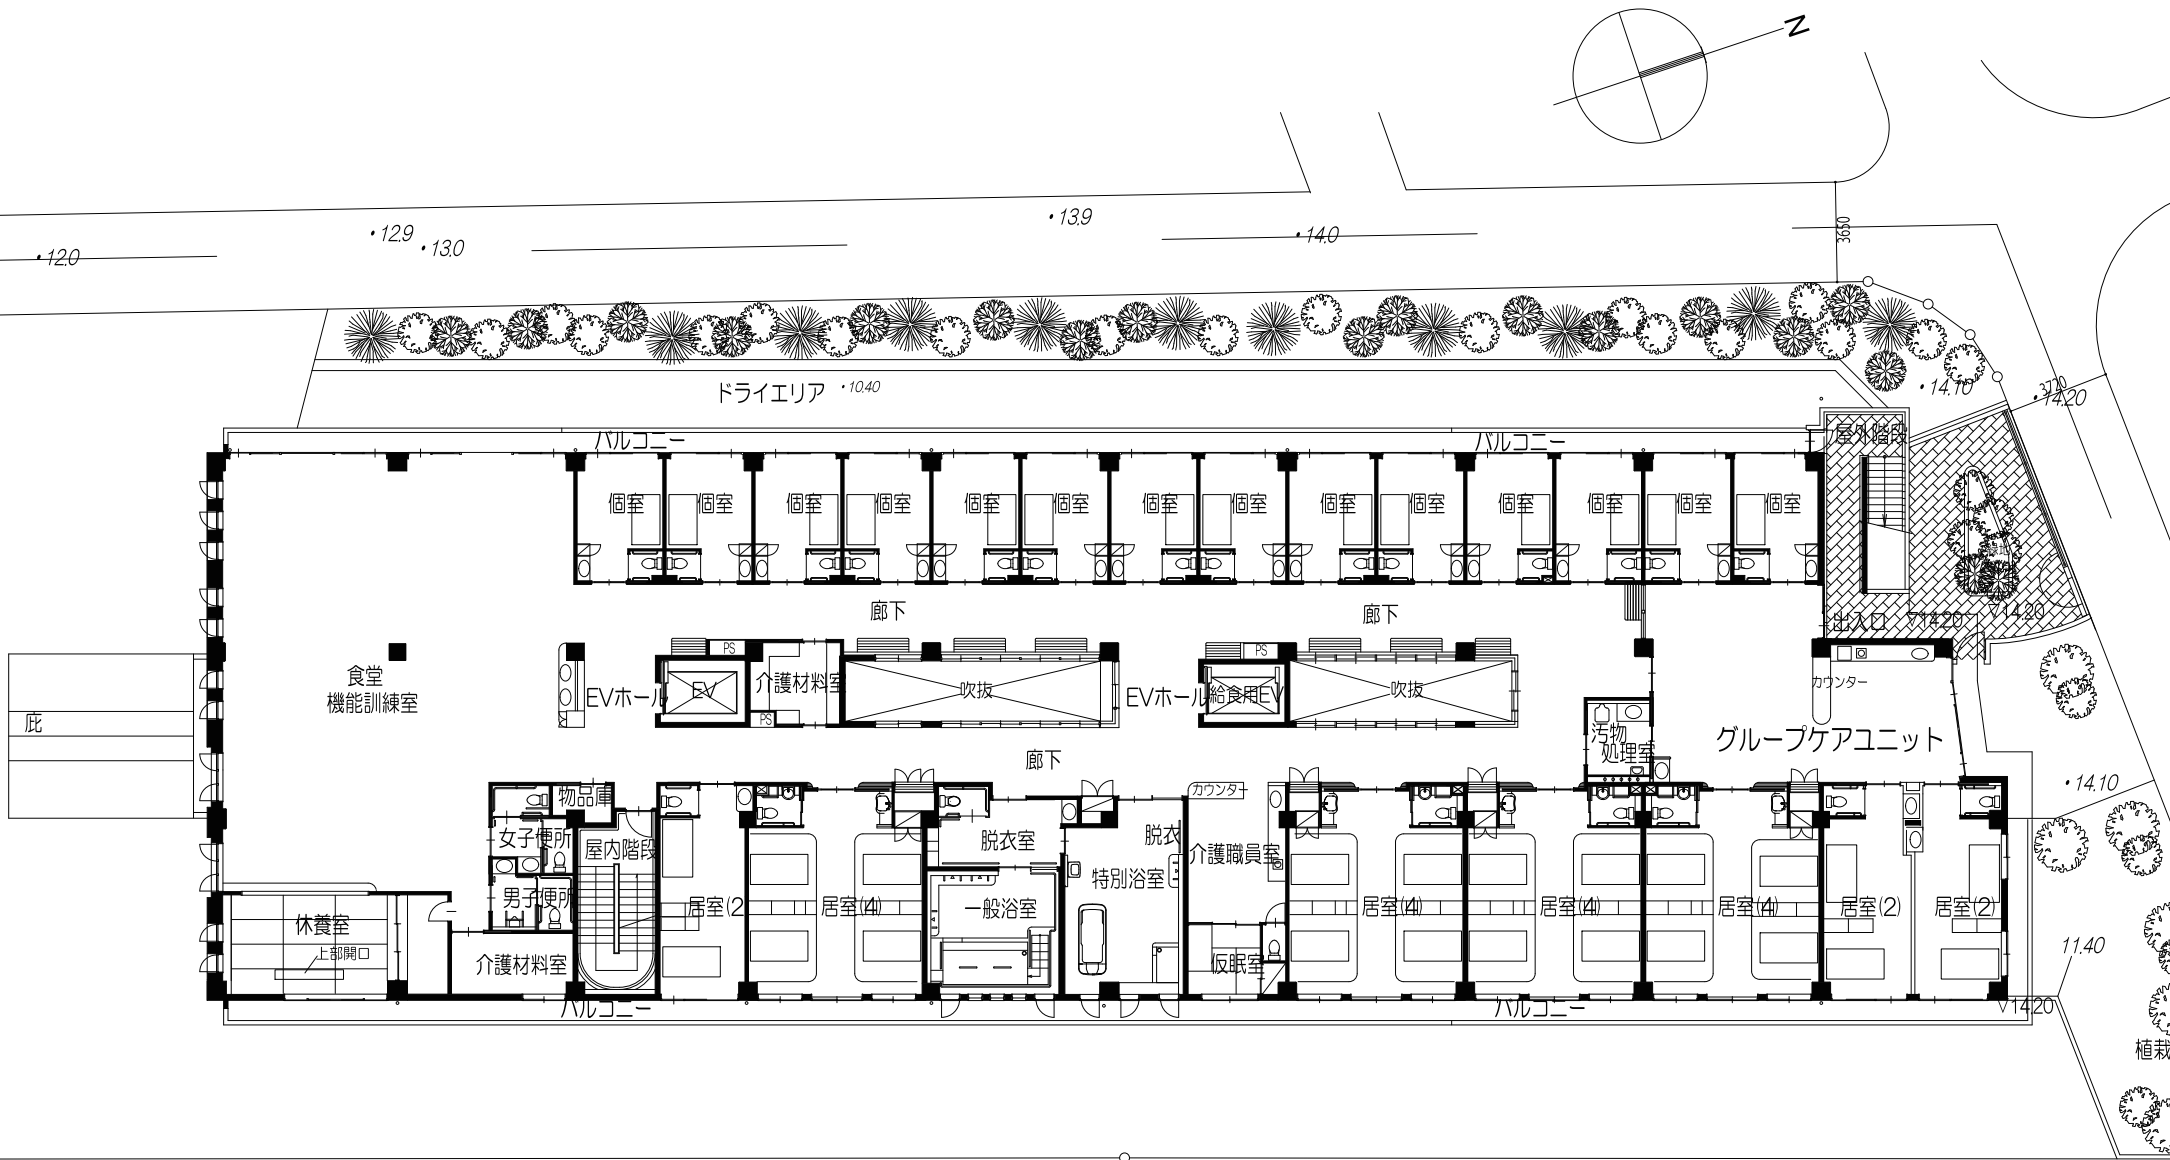 N
13.9
12.9
14.0
13.0
12.0
3650
ドライエリア
10.40
14.10
3720
14.20
バルコニー
バルコニー
屋外階段
個室
個室
個室
個室
個室
個室
個室
個室
個室
個室
個室
個室
個室
個室
廊下
廊下
出入口
▽14.20
▽14.20
PS
PS
食堂
機能訓練室
EVホール
EV
介護材料室
PS
吹抜
EVホール
給食用EV
吹抜
カウンター
庇
汚物
処理室
グループケアユニット
廊下
14.10
物品庫
カウンター
女子便所
屋内階段
脱衣室
脱衣
介護職員室
特別浴室
男子便所
居室(2
居室(4)
一般浴室
居室(4)
居室(4)
居室(4)
居室(2)
居室(2)
休養室
上部開口
介護材料室
仮眠室
11.40
バルコニー
バルコニー
▽14.20
植栽